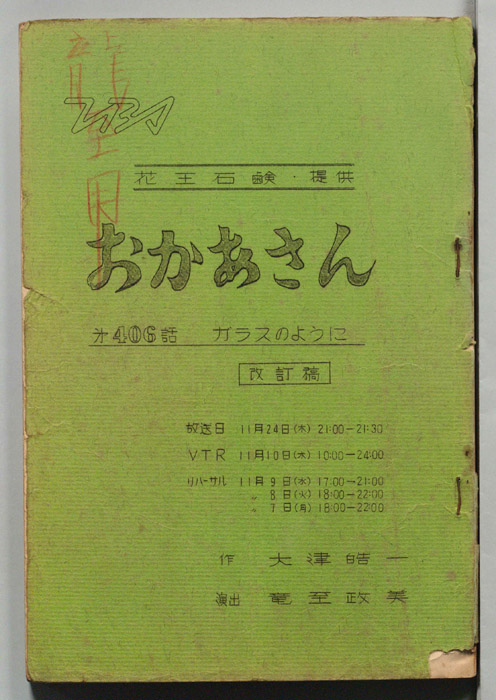 龍至用
TBS
花王石鹸・提供
おかあさん
第406話 ガラスのように
改訂稿
放送日 11月24日(木) 21:00-21:30
VTR 11月10日(木) 10:00-24:00
リハーサル 11月9日(水) 17:00-21:00
〃 8日(火) 18:00-22:00
〃 7日(月) 18:00-22:00
作 大津皓一
演出 竜至政美